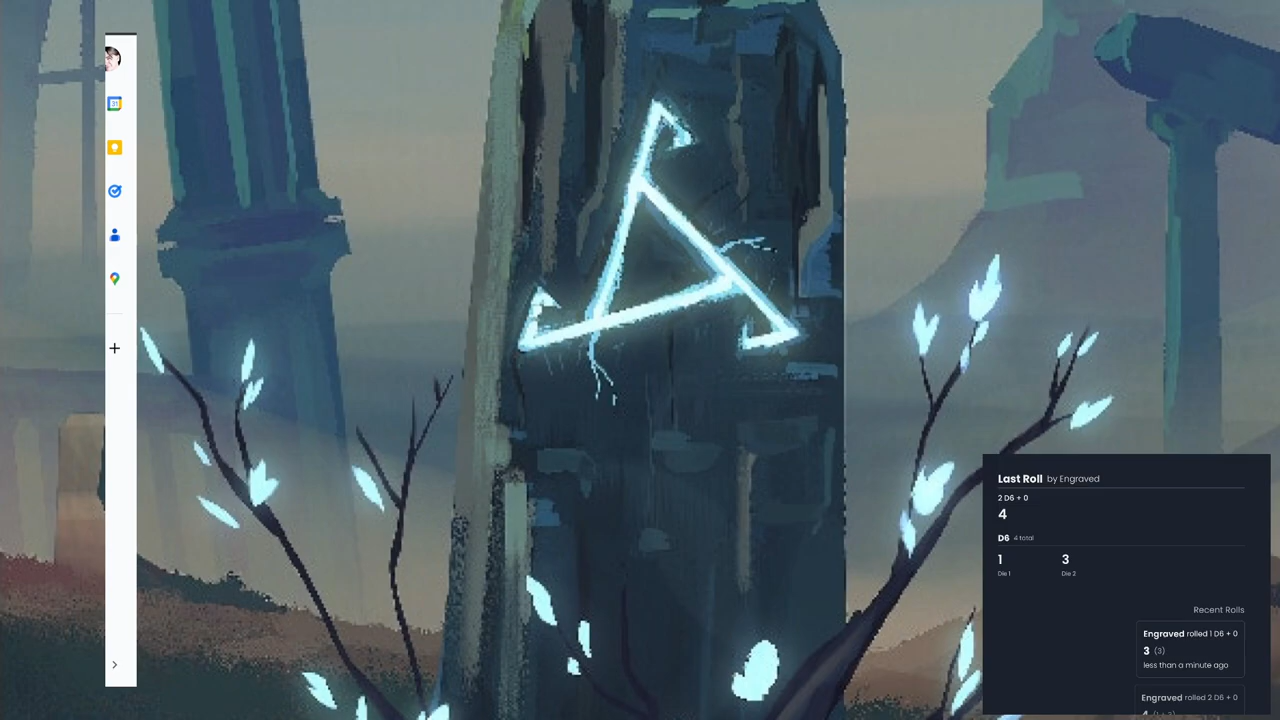 31
Last Roll by Engraved
2 D6 + 0
4
D6 4 total
1 3
Die 1 Die 2
Recent Rolls
Engraved rolled 1 D6 + 0
3 (3)
less than a minute ago
Engraved rolled 2 D6 + 0